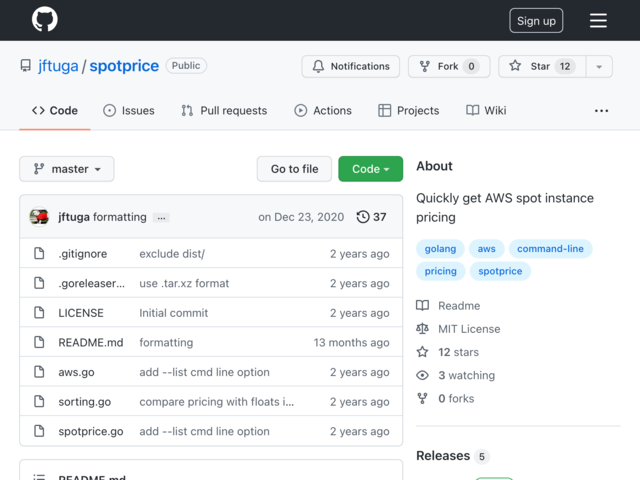 Sign up
jftuga / spotprice Public
Notifications Fork 0 Star 12
Code Issues Pull requests Actions Projects Wiki ...
master Go to file Code
jftuga formatting ... on Dec 23, 2020 37
.gitignore exclude dist/ 2 years ago
.goreleaser... use .tar.xz format 2 years ago
LICENSE Initial commit 2 years ago
README.md formatting 13 months ago
aws.go add --list cmd line option 2 years ago
sorting.go compare pricing with floats i... 2 years ago
spotprice.go add --list cmd line option 2 years ago
README.md
About
Quickly get AWS spot instance
pricing
golang aws command-line
pricing spotprice
Readme
MIT License
12 stars
3 watching
0 forks
Releases 5